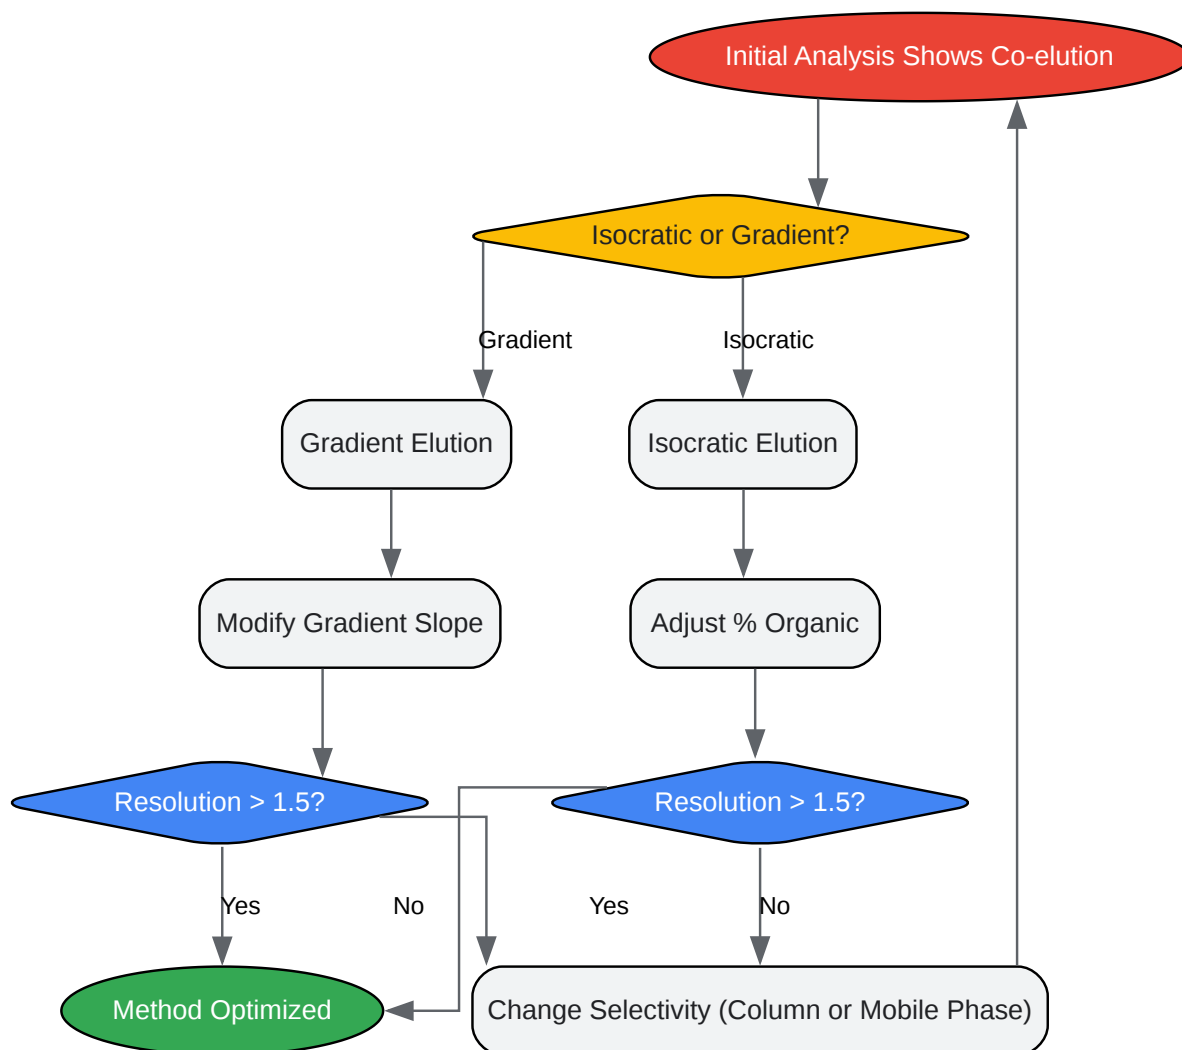 Initial Analysis Shows Co-elution
Isocratic or Gradient?
Gradient
Isocratic
Gradient Elution
Isocratic Elution
Modify Gradient Slope
Adjust % Organic
Resolution > 1.5?
Resolution > 1.5?
Yes
No
Yes
No
Method Optimized
Change Selectivity (Column or Mobile Phase)